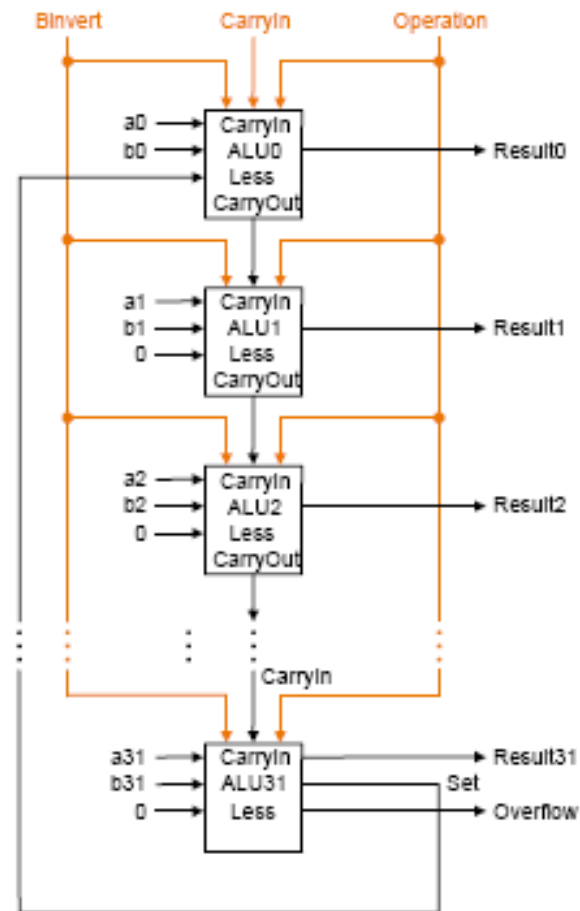 Binvert CarryIn Operation
a0 CarryIn
b0 ALU0 Result0
Less
CarryOut
a1 CarryIn
b1 ALU1 Result1
0 Less
CarryOut
a2 CarryIn
b2 ALU2 Result2
0 Less
CarryOut
CarryIn
a31 CarryIn Result31
b31 ALU31 Set
0 Less Overflow